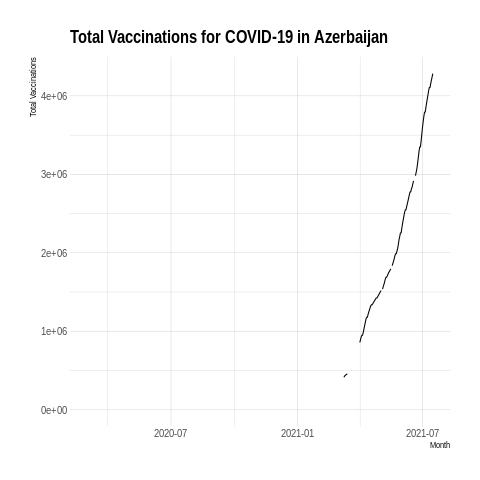 Total Vaccinations for COVID-19 in Azerbaijan
Total Vaccinations
4e+06
3e+06
2e+06
1e+06
0e+00
2020-07
2021-01
2021-07
Month